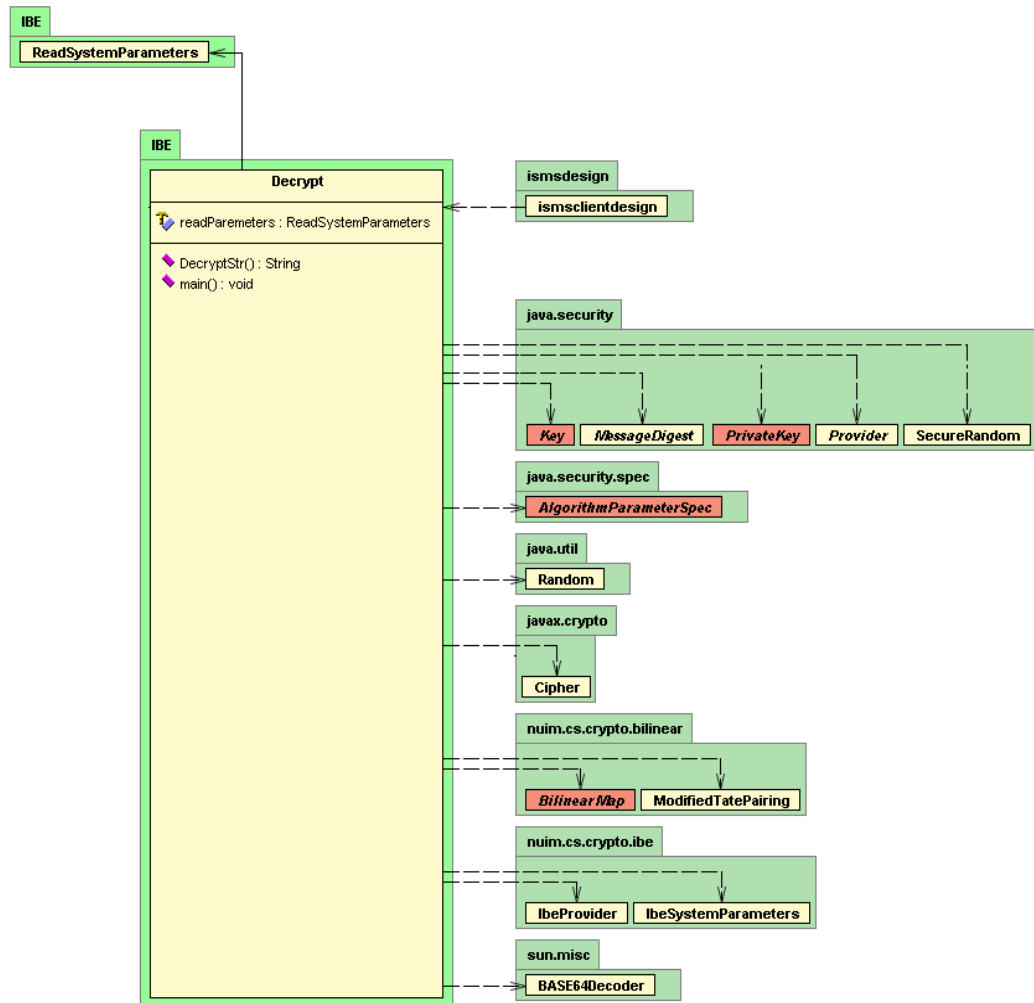 IBE
ReadSystemParameters
IBE
Decrypt
readParemeters : ReadSystemParameters
DecryptStr() : String
main() : void
ismsdesign
ismsclientdesign
java.security
Key MessageDigest PrivateKey Provider SecureRandom
java.security.spec
AlgorithmParameterSpec
java.util
Random
javax.crypto
Cipher
nuim.cs.crypto.bilinear
BilinearMap ModifiedTatePairing
nuim.cs.crypto.ibe
IbeProvider IbeSystemParameters
sun.misc
BASE64Decoder